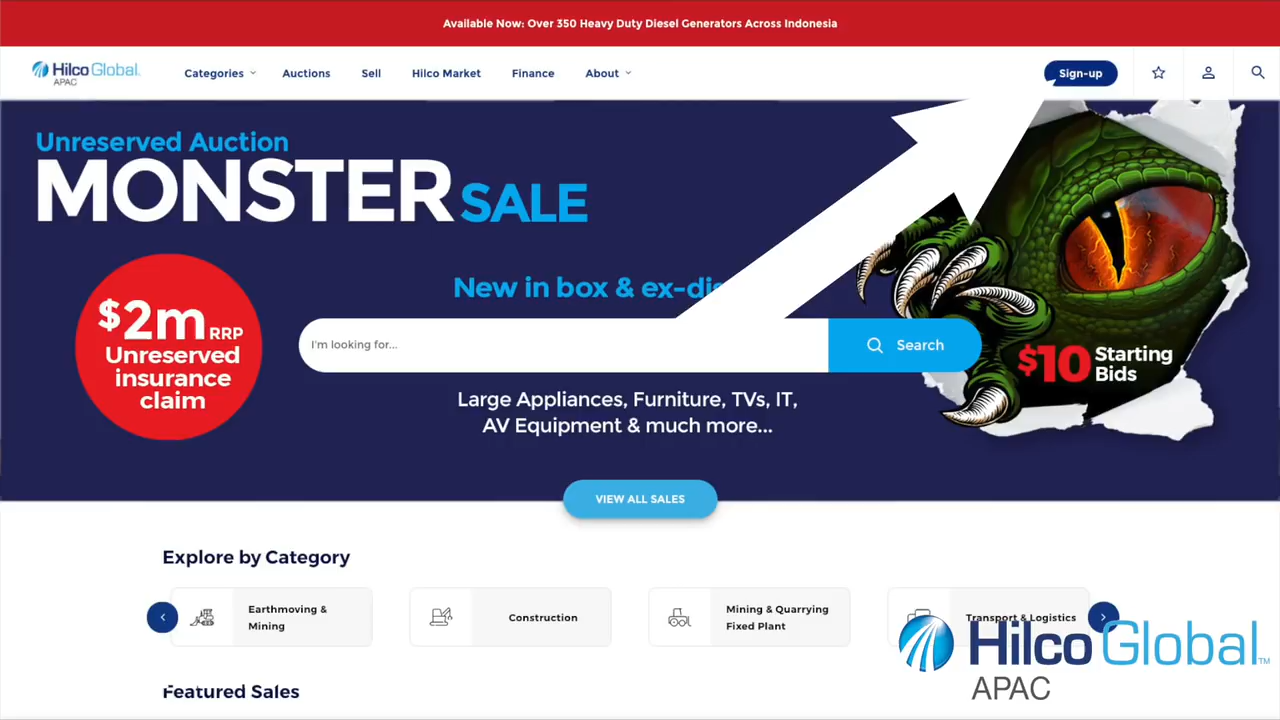 Available Now: Over 350 Heavy Duty Diesel Generators Across Indonesia
Hilco Global
APAC
Categories
Auctions
Sell
Hilco Market
Finance
About
Sign-up
Unreserved Auction
MONSTER SALE
$2m RRP
Unreserved
insurance
claim
New in box &
I'm looking for...
Search
$10 Starting
Bids
Large Appliances, Furniture, TVs, IT,
AV Equipment & much more...
VIEW ALL SALES
Explore by Category
Earthmoving &
Mining
Construction
Mining & Quarrying
Fixed Plant
Transport & Logistics
Hilco Global™
APAC
Featured Sales